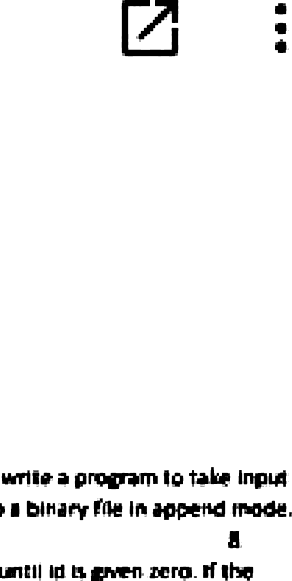 write a program to take input
a binary file in append mode.
8
until id is given zero. If the